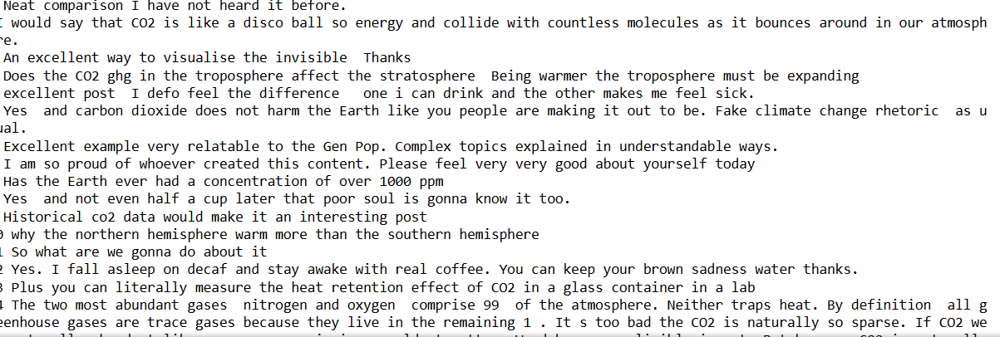 Neat comparison I have not heard it before.
I would say that CO2 is like a disco ball so energy and collide with countless molecules as it bounces around in our atmosph
re.
An excellent way to visualise the invisible  Thanks
Does the CO2 ghg in the troposphere affect the stratosphere  Being warmer the troposphere must be expanding
excellent post  I defo feel the difference   one i can drink and the other makes me feel sick.
Yes  and carbon dioxide does not harm the Earth like you people are making it out to be. Fake climate change rhetoric  as u
ual.
Excellent example very relatable to the Gen Pop. Complex topics explained in understandable ways.
I am so proud of whoever created this content. Please feel very very good about yourself today
Has the Earth ever had a concentration of over 1000 ppm
Yes  and not even half a cup later that poor soul is gonna know it too.
Historical co2 data would make it an interesting post
0 why the northern hemisphere warm more than the southern hemisphere
1 So what are we gonna do about it
2 Yes. I fall asleep on decaf and stay awake with real coffee. You can keep your brown sadness water thanks.
3 Plus you can literally measure the heat retention effect of CO2 in a glass container in a lab
4 The two most abundant gases  nitrogen and oxygen  comprise 99  of the atmosphere. Neither traps heat. By definition  all g
eenhouse gases are trace gases because they live in the remaining 1 . It s too bad the CO2 is naturally so sparse. If CO2 we